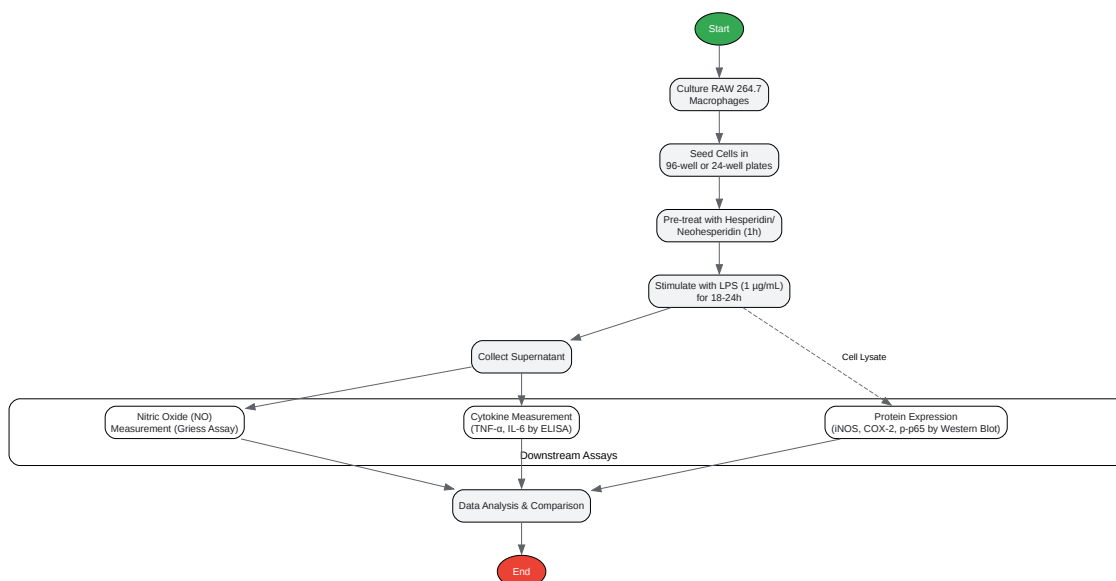 Start
Culture RAW 264.7
Macrophages
Seed Cells in
96-well or 24-well plates
Pre-treat with Hesperidin/
Neohesperidin (1h)
Stimulate with LPS (1 µg/mL)
for 18-24h
Collect Supernatant
Cell Lysate
Nitric Oxide (NO)
Measurement (Griess Assay)
Cytokine Measurement
(TNF-α, IL-6 by ELISA)
Protein Expression
(iNOS, COX-2, p-p65 by Western Blot)
Downstream Assays
Data Analysis & Comparison
End